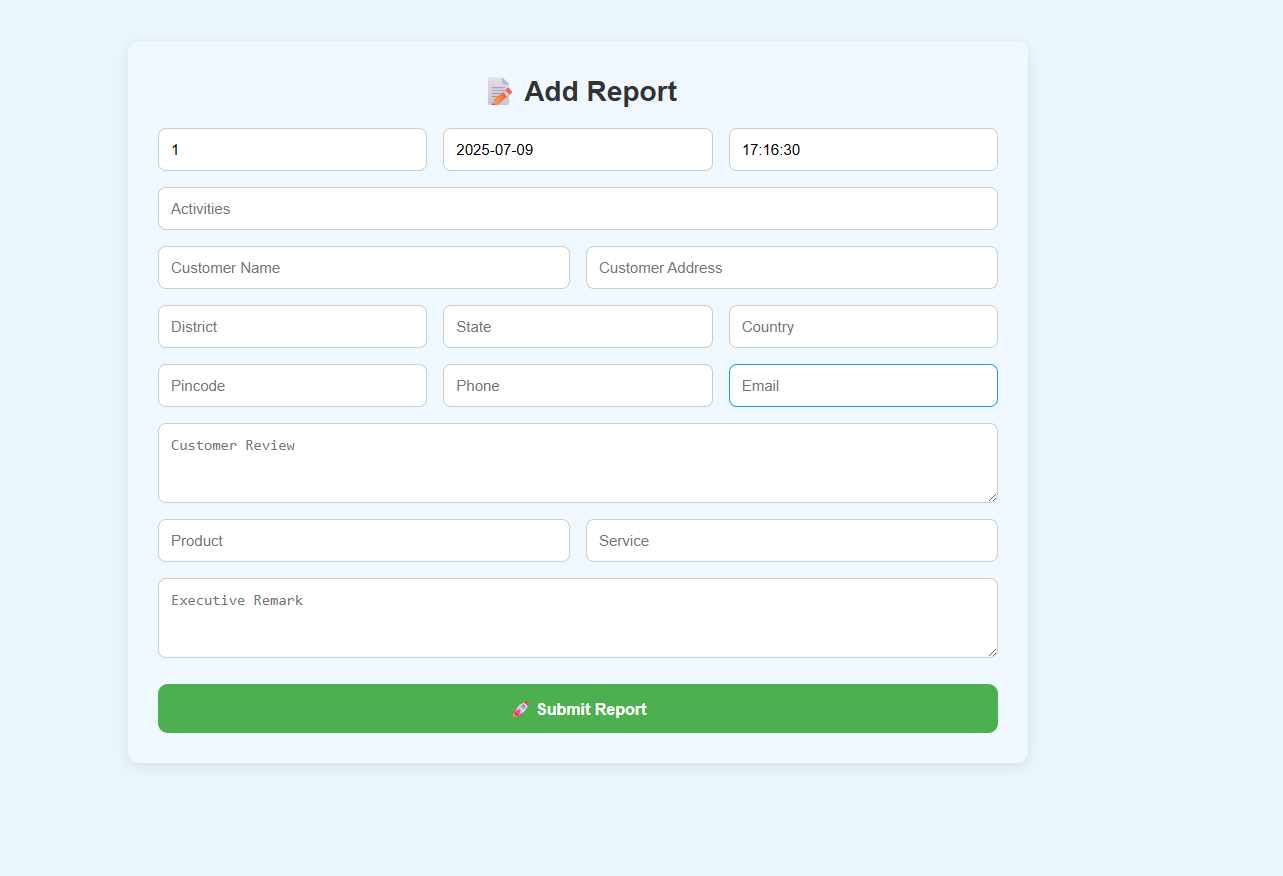 Add Report
1 2025-07-09 17:16:30
Activities
Customer Name Customer Address
District State Country
Pincode Phone Email
Customer Review
Product Service
Executive Remark
Submit Report